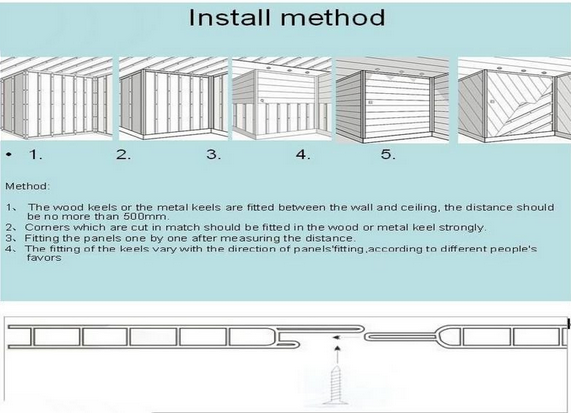 Install method
• 1. 2. 3. 4. 5.
Method:
1、 The wood keels or the metal keels are fitted between the wall and ceiling, the distance should
be no more than 500mm.
2、 Corners which are cut in match should be fitted in the wood or metal keel strongly.
3、 Fitting the panels one by one after measuring the distance.
4、 The fitting of the keels vary with the direction of panels'fitting,according to different people's
favors